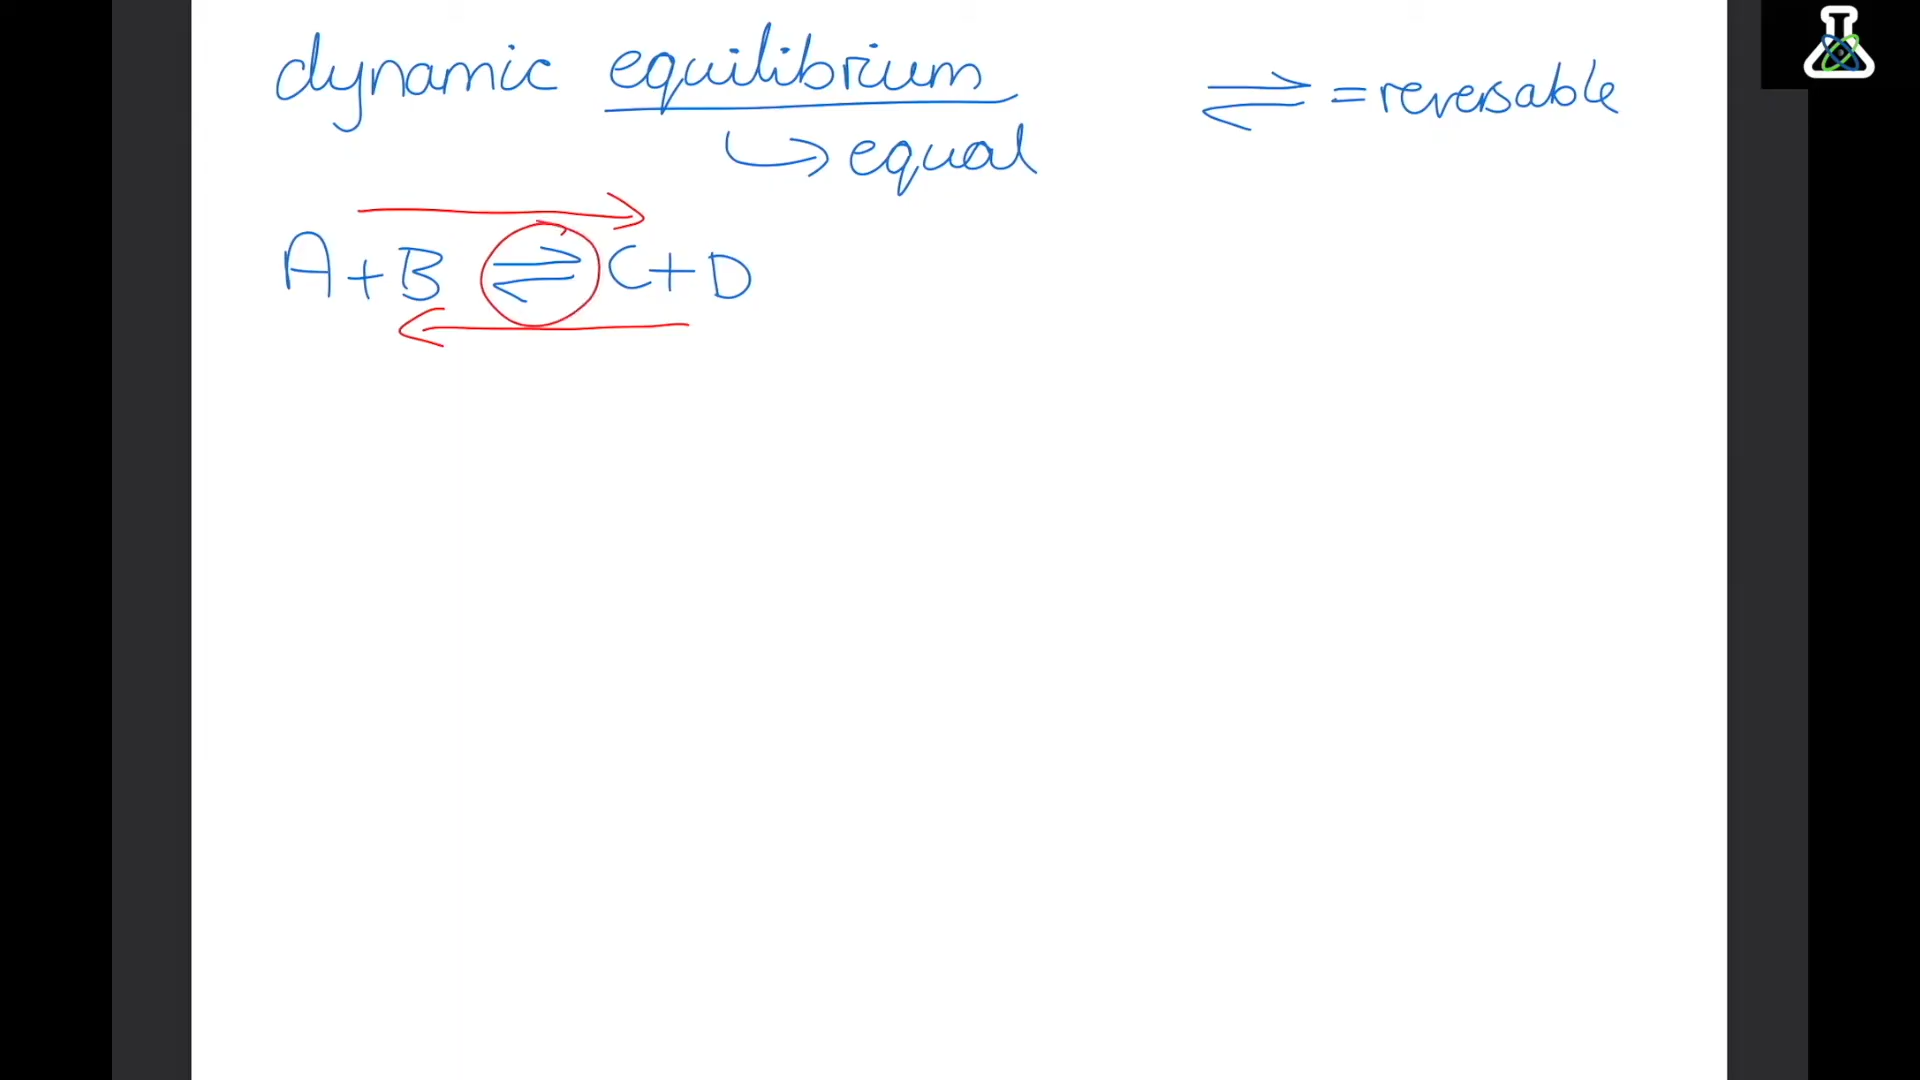 dynamic equilibrium
⇌ = reversable
↳ equal
A + B ⇌ C + D